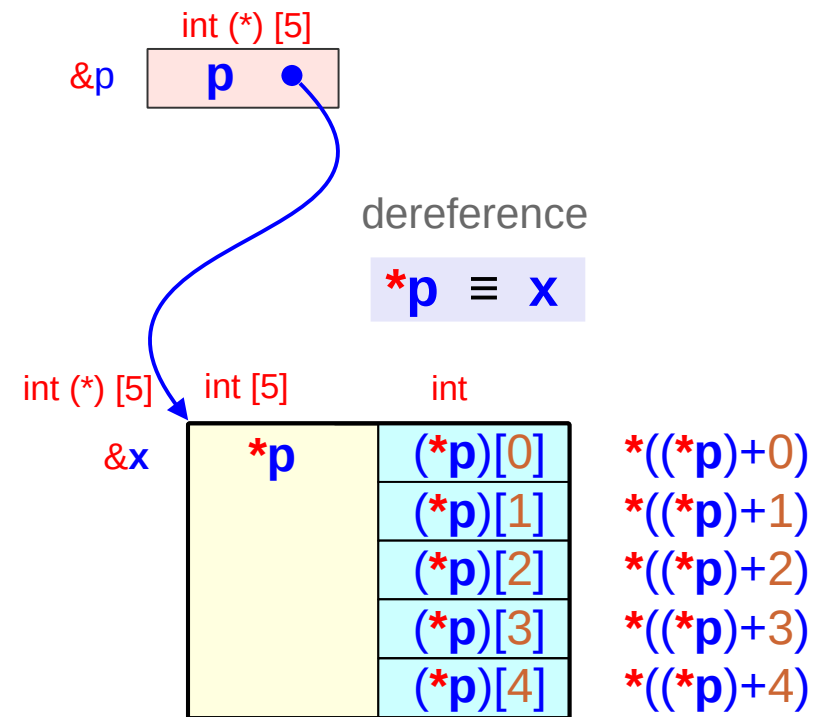 int (*) [5]
&p p
dereference
*p ≡ x
int (*) [5] int [5] int
&x *p (*p)[0] *((*p)+0)
(*p)[1] *((*p)+1)
(*p)[2] *((*p)+2)
(*p)[3] *((*p)+3)
(*p)[4] *((*p)+4)